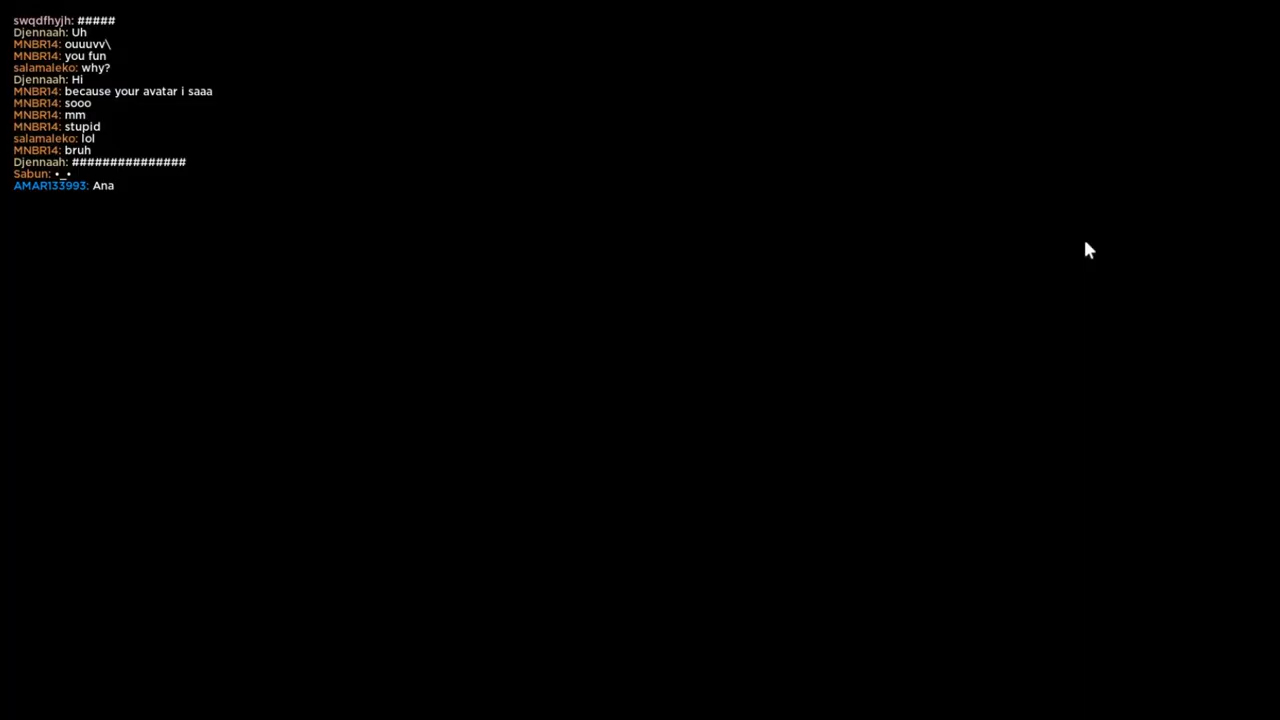 swqdfhyjh: #####
Djennaah: Uh
MNBR14: ouuuvv\
MNBR14: you fun
salamaleko: why?
Djennaah: Hi
MNBR14: because your avatar i saaa
MNBR14: sooo
MNBR14: mm
MNBR14: stupid
salamaleko: lol
MNBR14: bruh
Djennaah: ###############
Sabun: •_•
AMAR133993: Ana